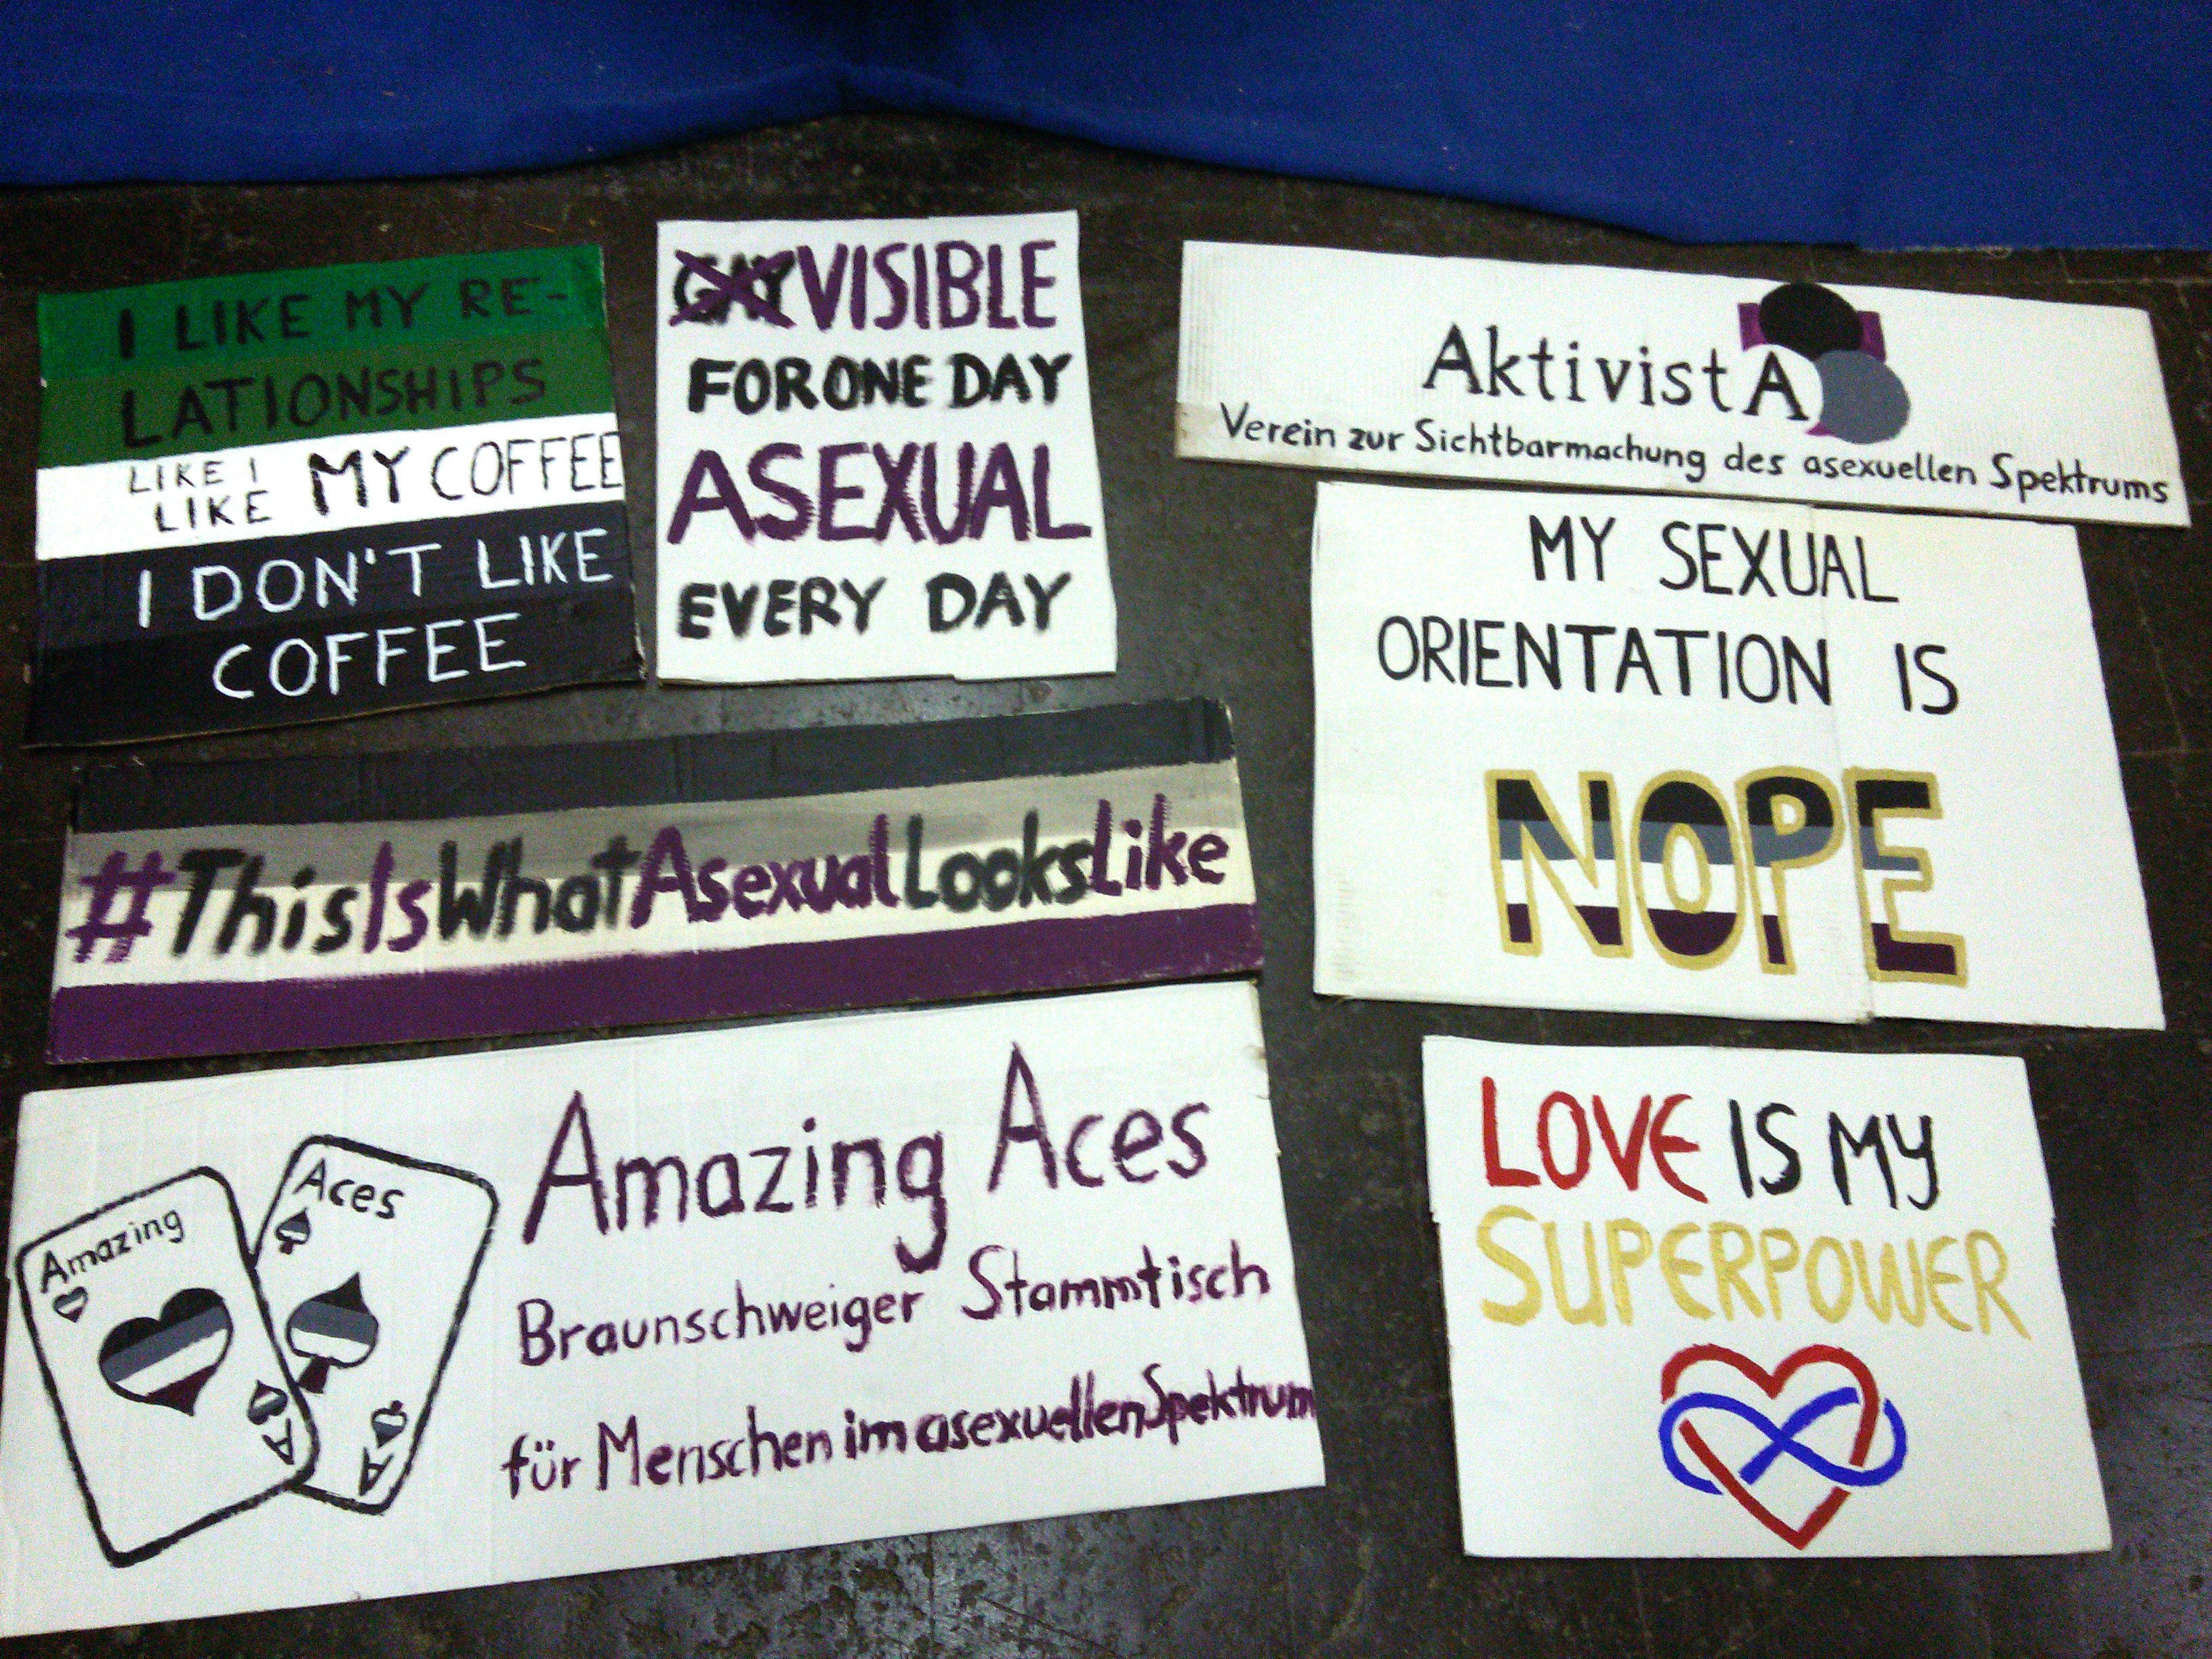 I LIKE MY RE-
LATIONSHIPS
LIKE I
LIKE MY COFFEE
I DON'T LIKE
COFFEE
GAY VISIBLE
FOR ONE DAY
ASEXUAL
EVERY DAY
AktivistA
Verein zur Sichtbarmachung des asexuellen Spektrums
MY SEXUAL
ORIENTATION IS
NOPE
#ThisIsWhatAsexualLooksLike
Amazing
A
Aces
A
Amazing Aces
Braunschweiger Stammtisch
für Menschen im asexuellen Spektrum
LOVE IS MY
SUPERPOWER